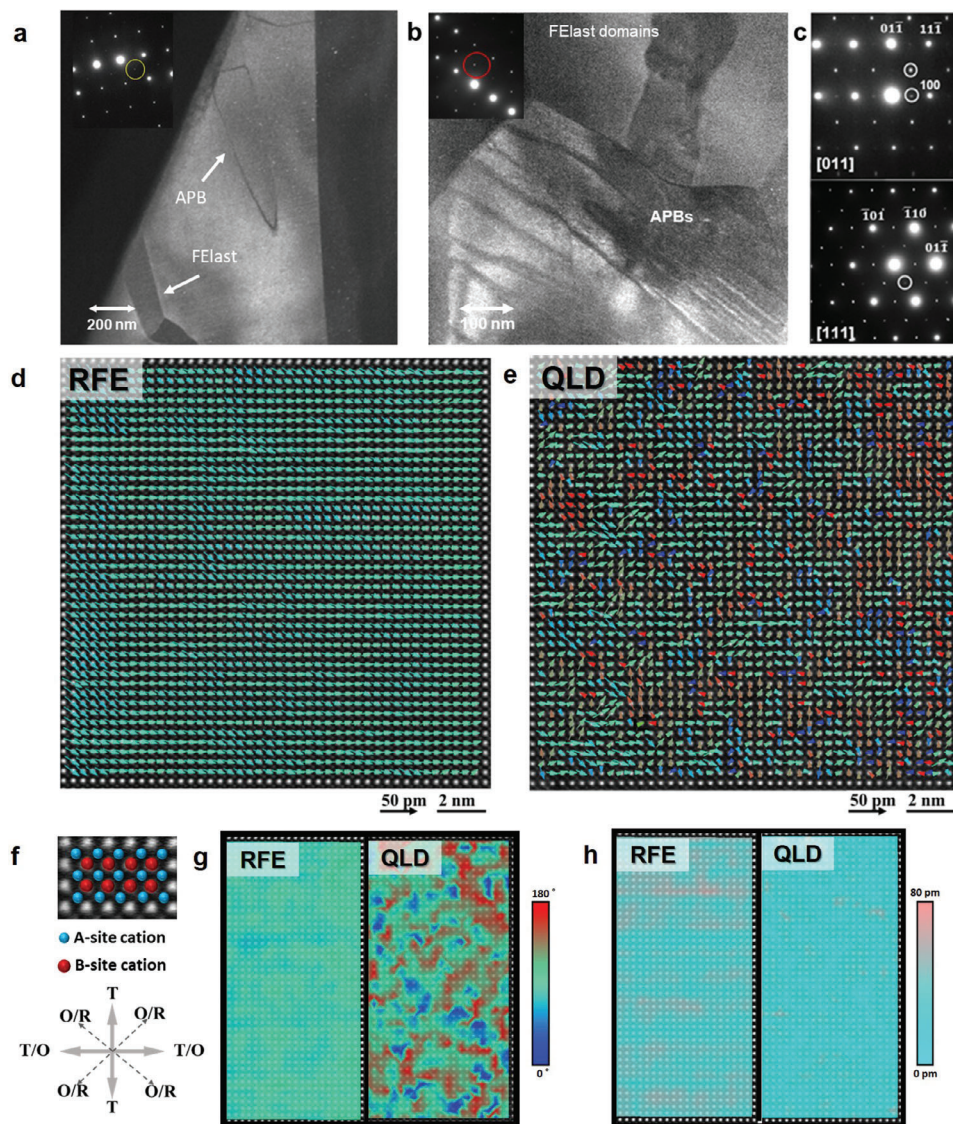 a
APB
FElast
200 nm
b
FElast domains
APBs
100 nm
c
011̅
111̅
100
[011]
1̅01
1̅10
011̅
[111]
d
RFE
50 pm
2 nm
e
QLD
50 pm
2 nm
f
A-site cation
B-site cation
T
O/R
O/R
T/O
T/O
O/R
O/R
T
g
RFE
QLD
180°
0°
h
RFE
QLD
80 pm
0 pm